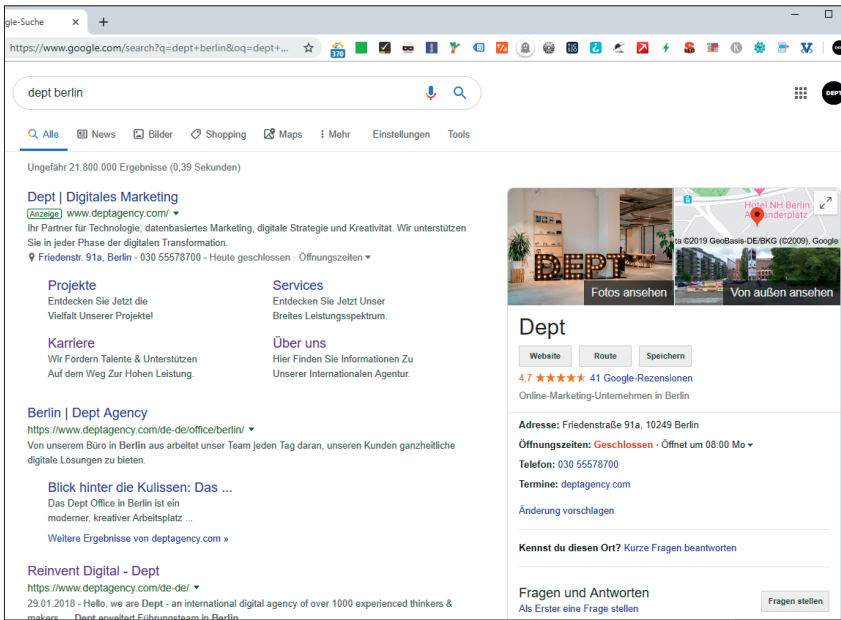 gle-Suche
https://www.google.com/search?q=dept+berlin&oq=dept+...
370
DEPT
dept berlin
Alle News Bilder Shopping Maps Mehr Einstellungen Tools
Ungefähr 21.800.000 Ergebnisse (0,39 Sekunden)
Dept | Digitales Marketing
Anzeige www.deptagency.com/
Ihr Partner für Technologie, datenbasiertes Marketing, digitale Strategie und Kreativität. Wir unterstützen
Sie in jeder Phase der digitalen Transformation.
Friedenstr. 91a, Berlin - 030 55578700 - Heute geschlossen · Öffnungszeiten
Projekte
Entdecken Sie Jetzt die
Vielfalt Unserer Projekte!
Services
Entdecken Sie Jetzt Unser
Breites Leistungsspektrum.
Karriere
Wir Fördern Talente & Unterstützen
Auf dem Weg Zur Hohen Leistung.
Über uns
Hier Finden Sie Informationen Zu
Unserer Internationalen Agentur.
Berlin | Dept Agency
https://www.deptagency.com/de-de/office/berlin/
Von unserem Büro in Berlin aus arbeitet unser Team jeden Tag daran, unseren Kunden ganzheitliche
digitale Lösungen zu bieten.
Blick hinter die Kulissen: Das ...
Das Dept Office in Berlin ist ein
moderner, kreativer Arbeitsplatz ...
Weitere Ergebnisse von deptagency.com »
Reinvent Digital - Dept
https://www.deptagency.com/de-de/
29.01.2018 - Hello, we are Dept - an international digital agency of over 1000 experienced thinkers &
makers ... Dept erweitert Führungsteam in Berlin
DEPT
Fotos ansehen
Hotel NH Berlin
ta ©2019 GeoBasis-DE/BKG (©2009), Google
Von außen ansehen
Dept
Website Route Speichern
4,7 41 Google-Rezensionen
Online-Marketing-Unternehmen in Berlin
Adresse: Friedenstraße 91a, 10249 Berlin
Öffnungszeiten: Geschlossen · Öffnet um 08:00 Mo
Telefon: 030 55578700
Termine: deptagency.com
Änderung vorschlagen
Kennst du diesen Ort? Kurze Fragen beantworten
Fragen und Antworten
Als Erster eine Frage stellen
Fragen stellen